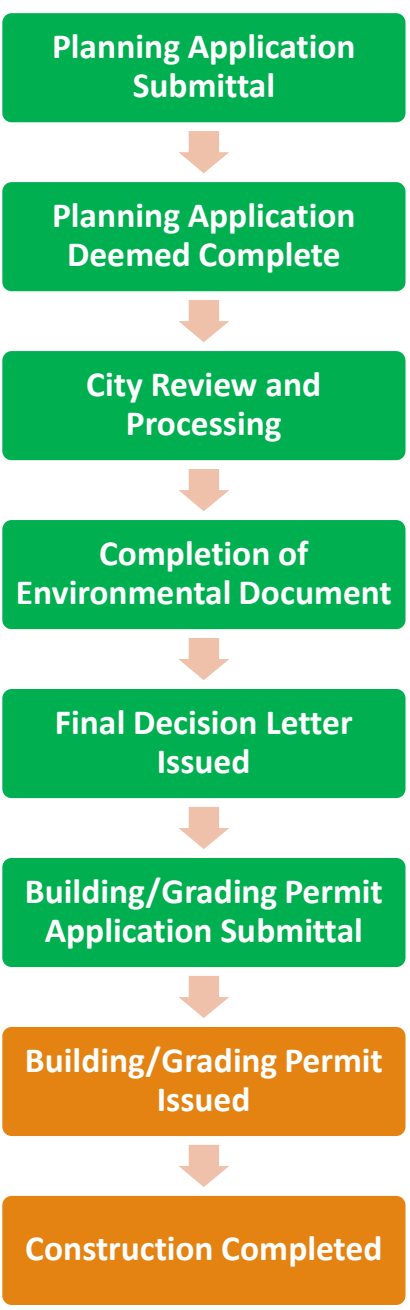 Planning Application
Submittal
Planning Application
Deemed Complete
City Review and
Processing
Completion of
Environmental Document
Final Decision Letter
Issued
Building/Grading Permit
Application Submittal
Building/Grading Permit
Issued
Construction Completed